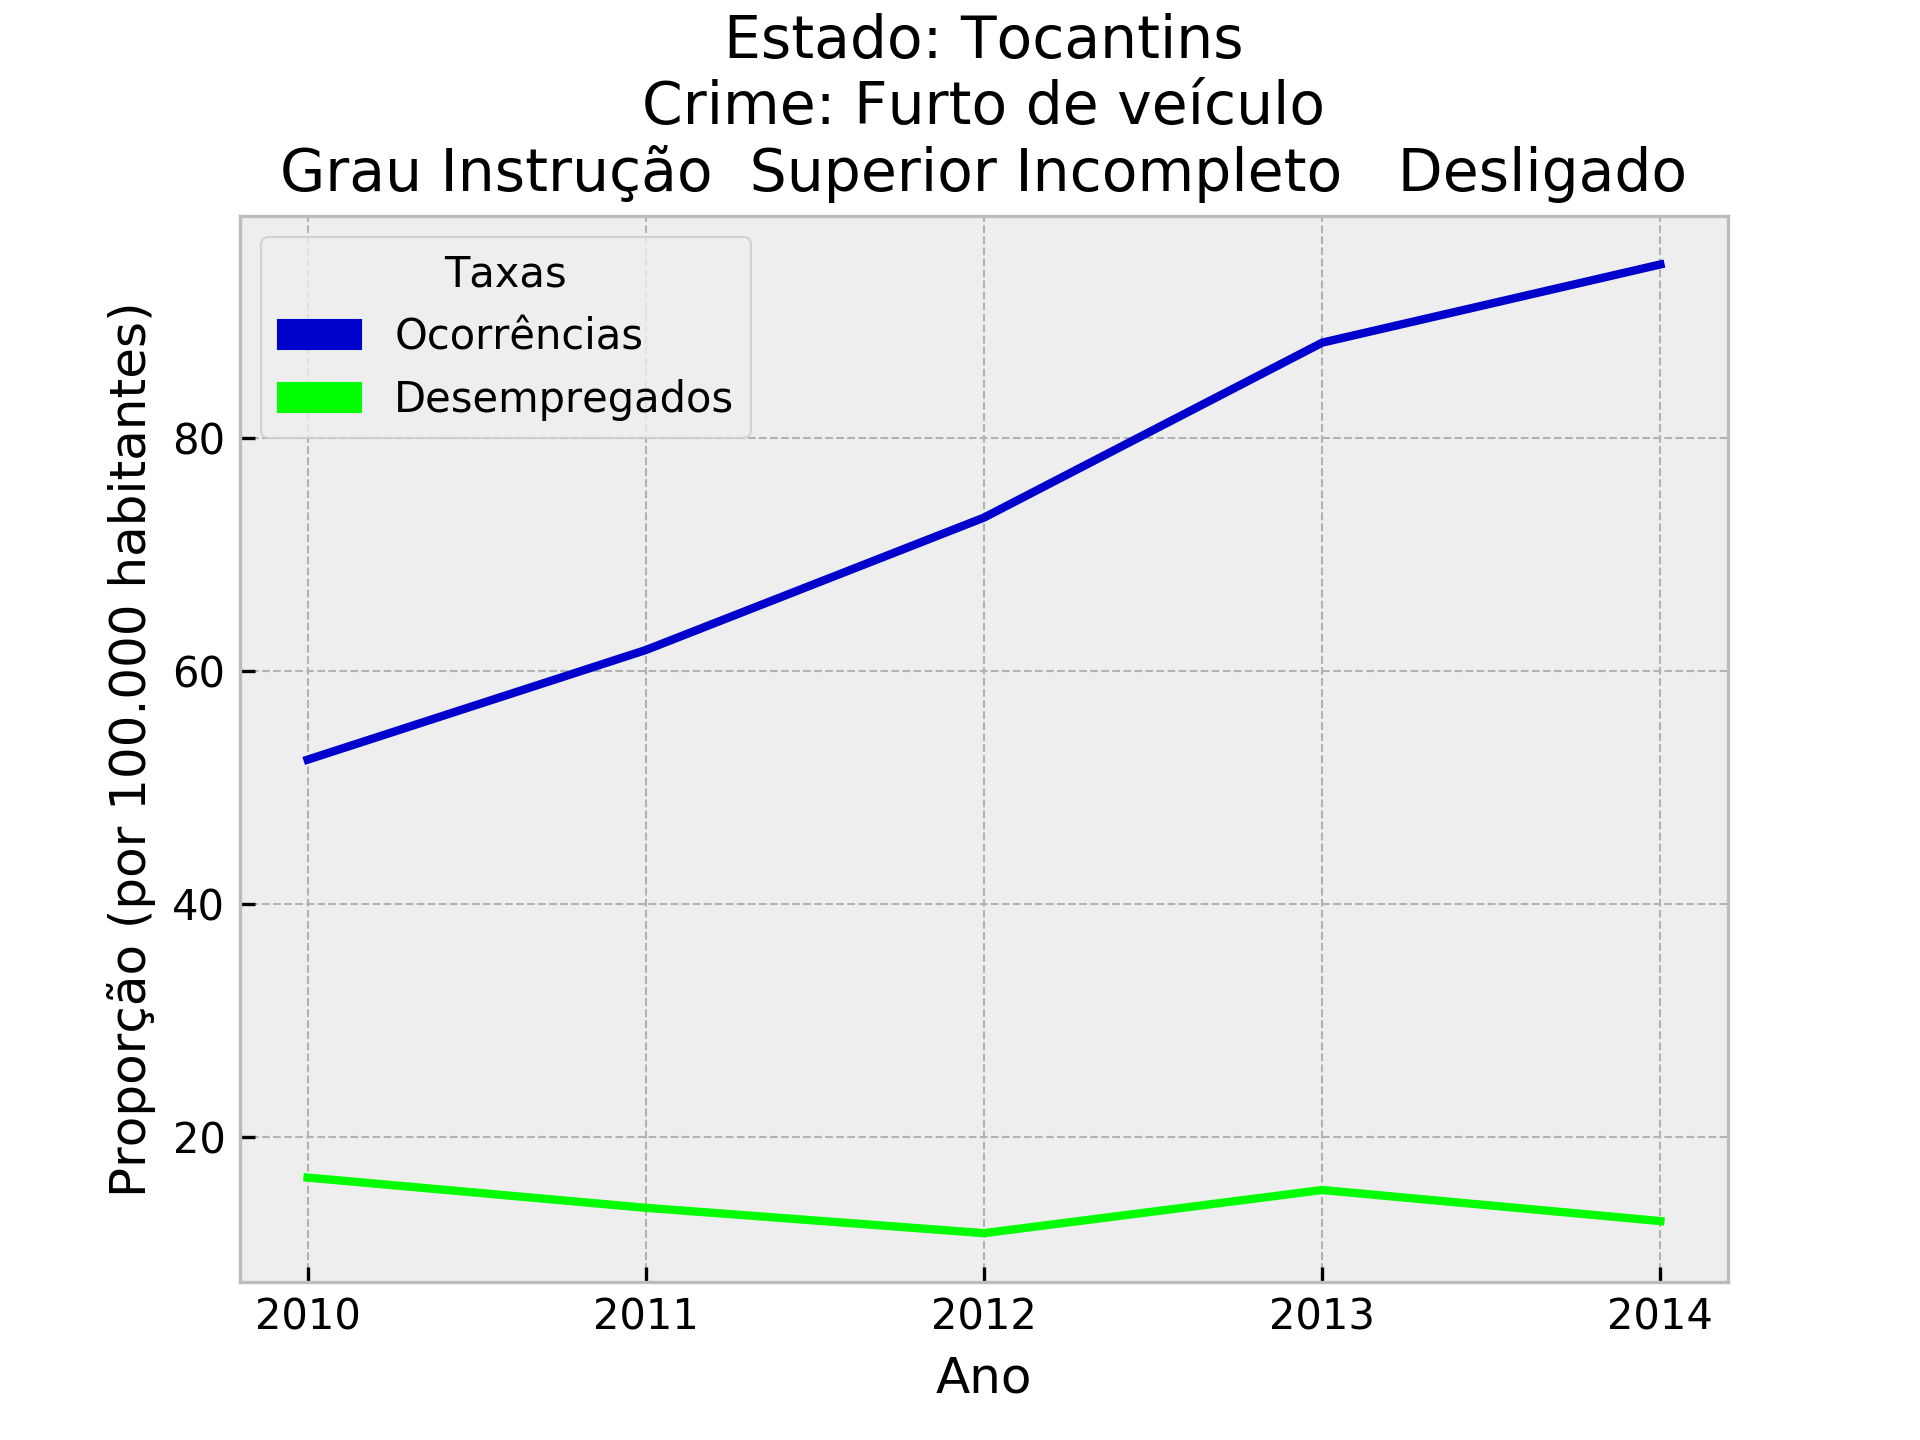 Estado: Tocantins
Crime: Furto de veículo
Grau Instrução  Superior Incompleto   Desligado
Taxas
Ocorrências
Desempregados
Proporção (por 100.000 habitantes)
80
60
40
20
2010 2011 2012 2013 2014
Ano